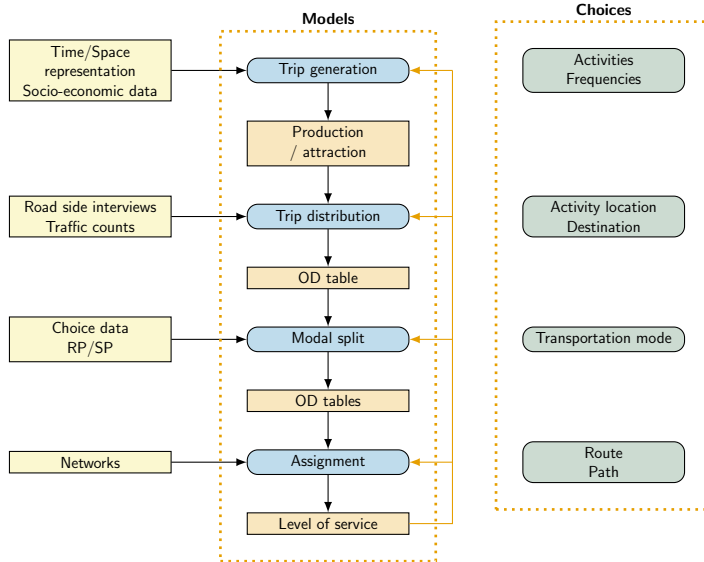 Models
Choices
Time/Space
representation
Socio-economic data
Trip generation
Activities
Frequencies
Production
/ attraction
Road side interviews
Traffic counts
Trip distribution
Activity location
Destination
OD table
Choice data
RP/SP
Modal split
Transportation mode
OD tables
Networks
Assignment
Route
Path
Level of service